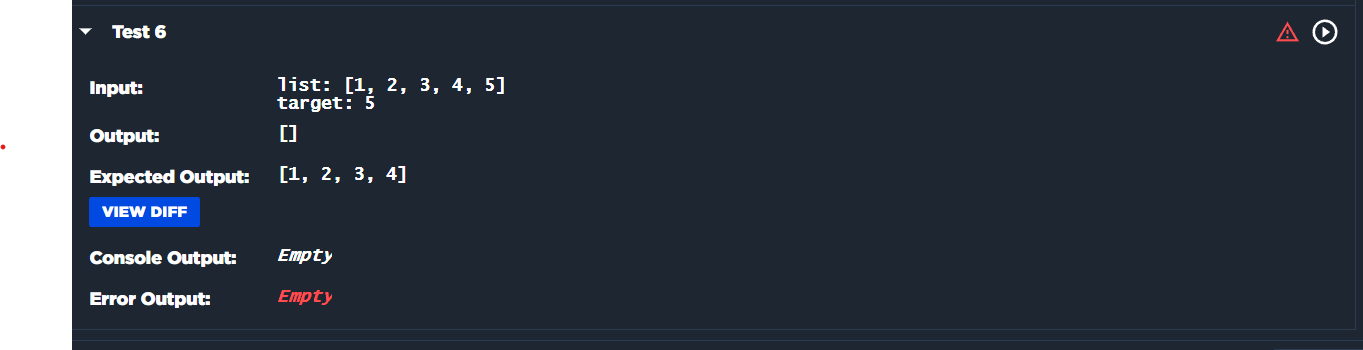 Test 6
Input: list: [1, 2, 3, 4, 5]
target: 5
Output: []
Expected Output: [1, 2, 3, 4]
VIEW DIFF
Console Output: Empty
Error Output: Empty